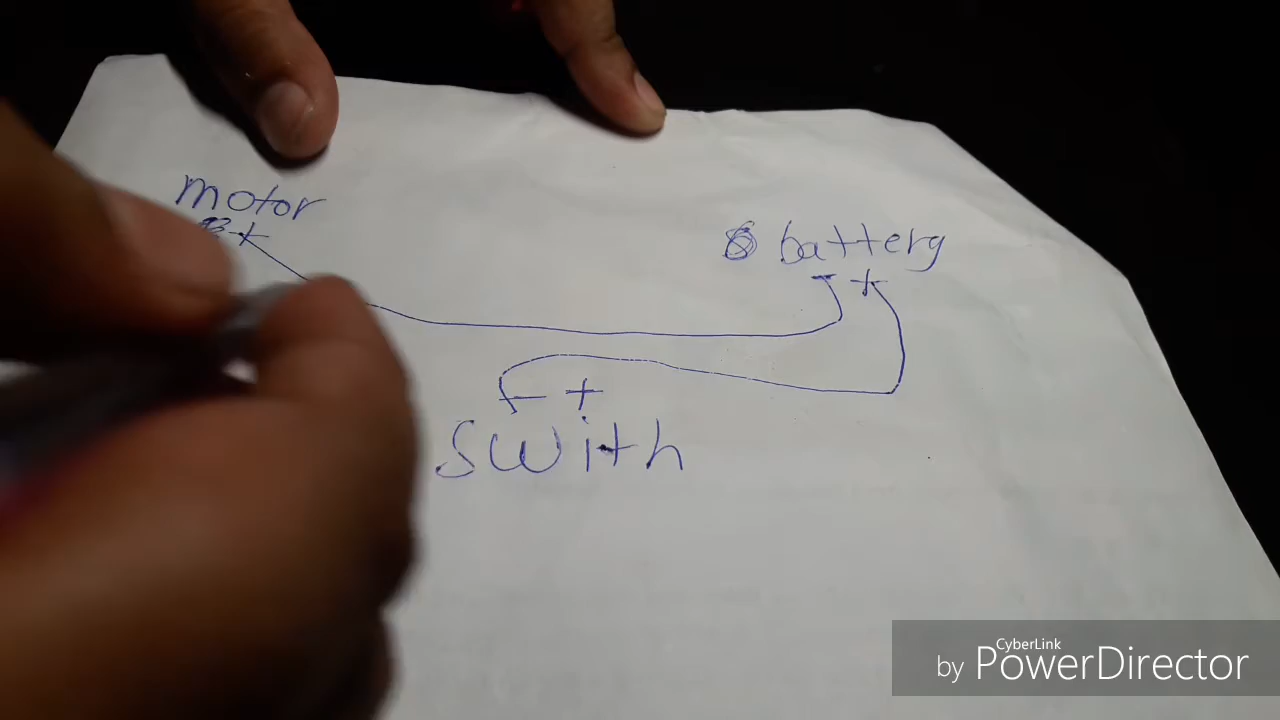 motor
- +
battery
- +
- +
swith
CyberLink
by PowerDirector